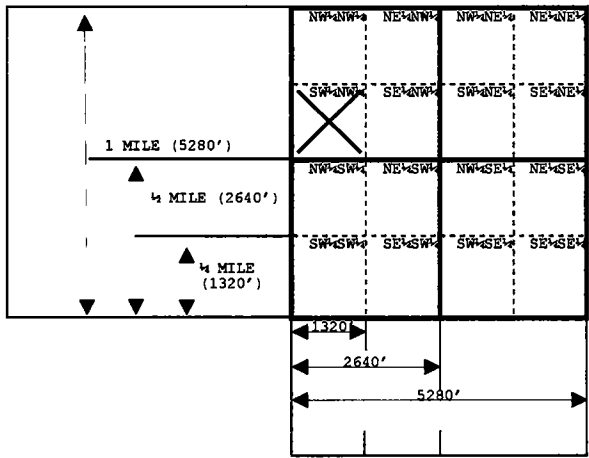 NW¼NW¼ NE¼NW¼ NW¼NE¼ NE¼NE¼
SW¼NW¼ SE¼NW¼ SW¼NE¼ SE¼NE¼
1 MILE (5280')
NW¼SW¼ NE¼SW¼ NW¼SE¼ NE¼SE¼
½ MILE (2640')
SW¼SW¼ SE¼SW¼ SW¼SE¼ SE¼SE¼
¼ MILE
(1320')
1320'
2640'
5280'